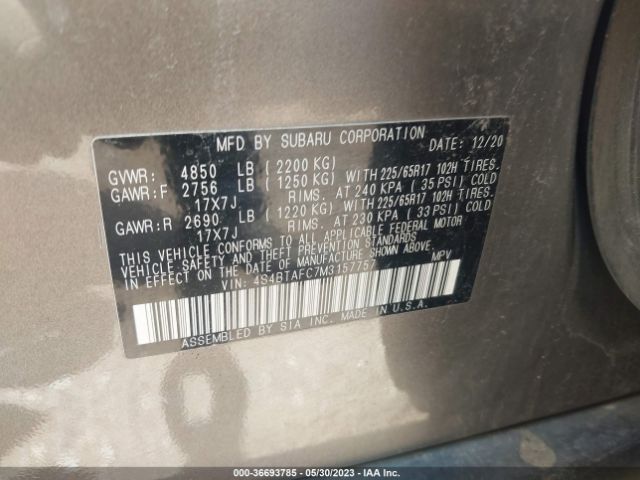 MFD BY SUBARU CORPORATION DATE: 12/20
GVWR: 4850 LB ( 2200 KG)
GAWR:F 2756 LB ( 1250 KG) WITH 225/65R17 102H TIRES,
17X7J RIMS, AT 240 KPA ( 35 PSI) COLD
GAWR:R 2690 LB ( 1220 KG) WITH 225/65R17 102H TIRES,
17X7J RIMS, AT 230 KPA ( 33 PSI) COLD
THIS VEHICLE CONFORMS TO ALL APPLICABLE FEDERAL MOTOR
VEHICLE SAFETY AND THEFT PREVENTION STANDARDS
IN EFFECT ON THE DATE OF MANUFACTURE SHOWN ABOVE.
VIN: 4S4BTAFC7M3157757 MPV
ASSEMBLED BY SIA INC. MADE IN U.S.A.
000-36693785 - 05/30/2023 - IAA Inc.